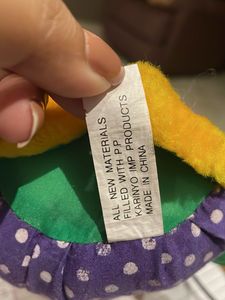 ALL NEW MATERIALS
FILLED WITH P.P.
KARINYO IMP PRODUCTS
MADE IN CHINA